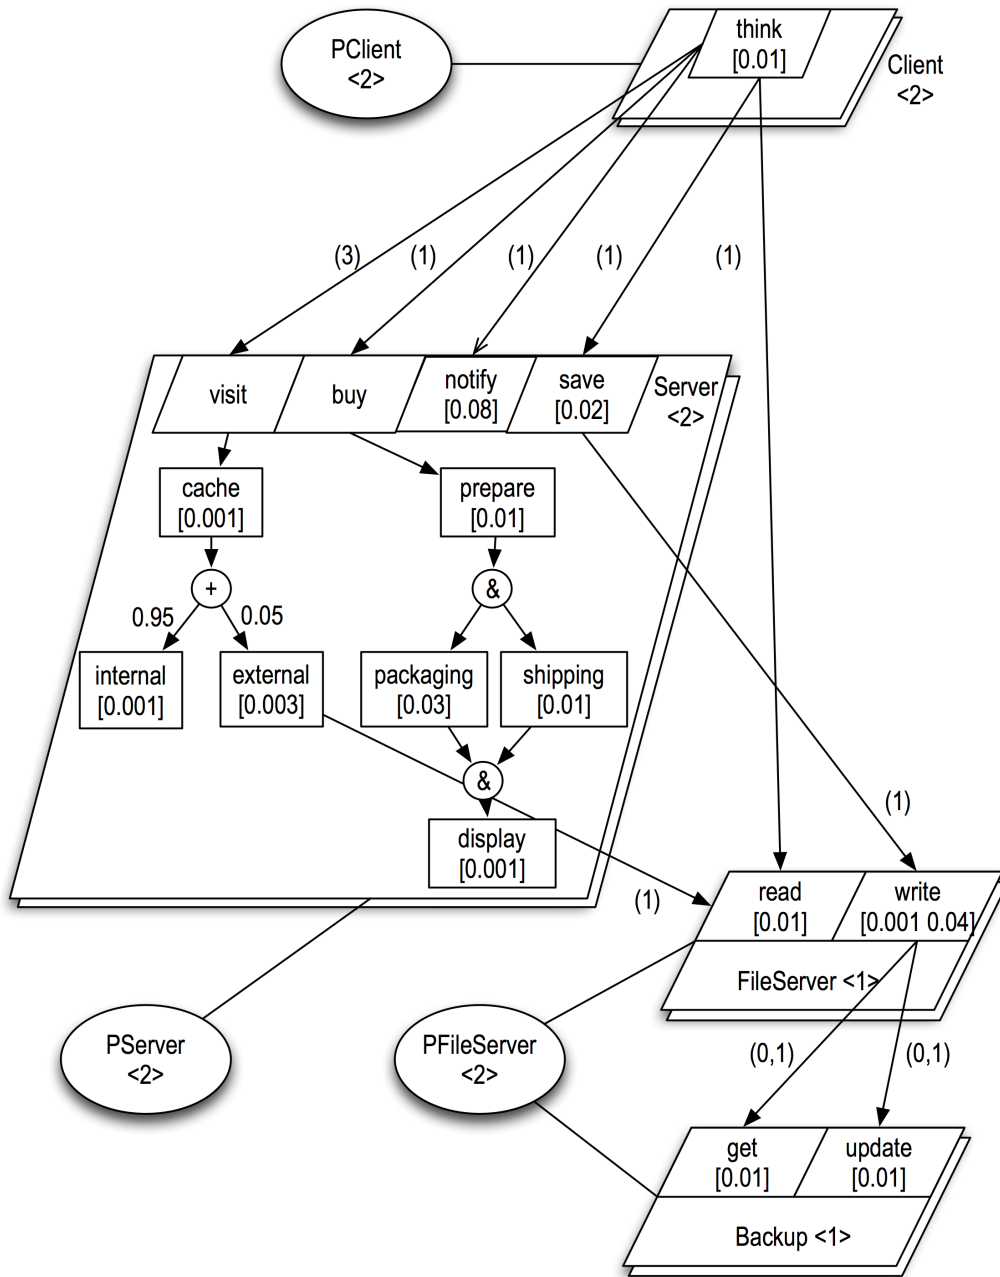 think
[0.01]
PClient
<2>
Client
<2>
(3)
(1)
(1)
(1)
(1)
visit
buy
notify
[0.08]
save
[0.02]
Server
<2>
cache
[0.001]
prepare
[0.01]
+
&
0.95
0.05
internal
[0.001]
external
[0.003]
packaging
[0.03]
shipping
[0.01]
&
display
[0.001]
(1)
(1)
read
[0.01]
write
[0.001 0.04]
FileServer <1>
PServer
<2>
PFileServer
<2>
(0,1)
(0,1)
get
[0.01]
update
[0.01]
Backup <1>